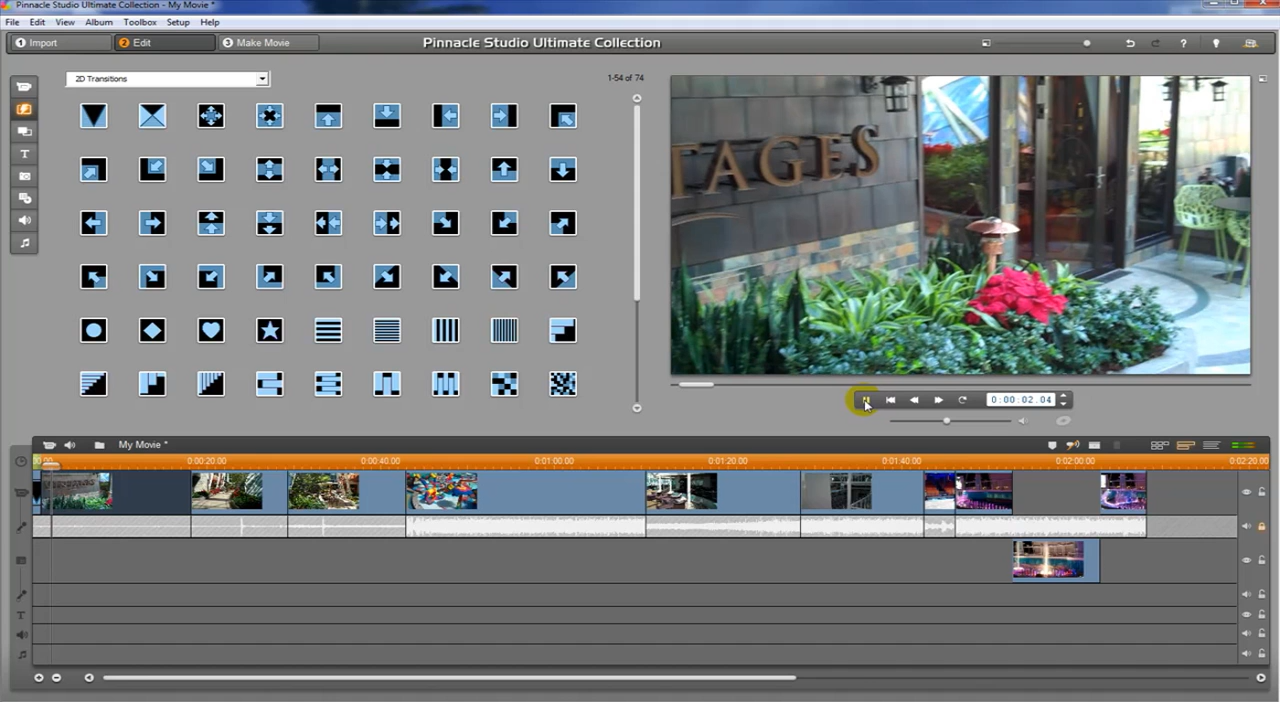 Pinnacle Studio Ultimate Collection - My Movie *
File Edit View Album Toolbox Setup Help
1 Import
2 Edit
3 Make Movie
Pinnacle Studio Ultimate Collection
?
2D Transitions
1-54 of 74
T
TAGES
0:00:02.04
My Movie *
0:00:20.00 0:00:40.00 0:01:00.00 0:01:20.00 0:01:40.00 0:02:00.00 0:02:20.00
T